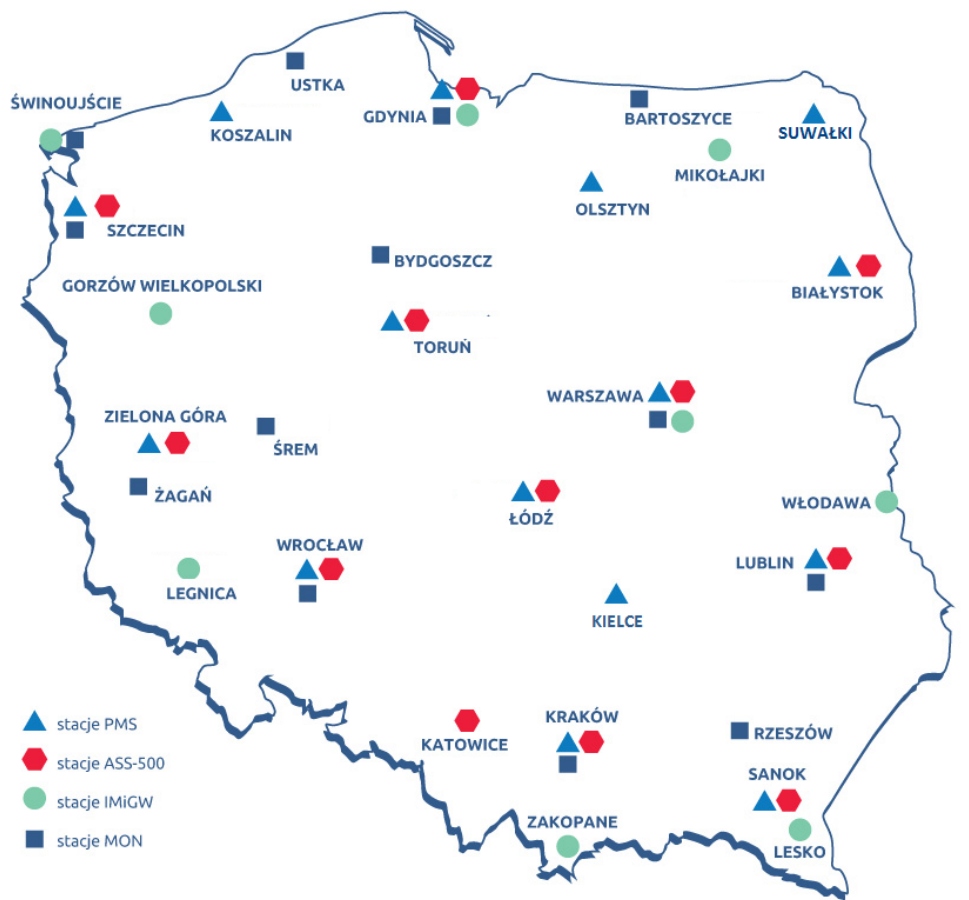 USTKA
ŚWINOUJŚCIE
GDYNIA
BARTOSZYCE
KOSZALIN
SUWAŁKI
MIKOŁAJKI
OLSZTYN
SZCZECIN
BYDGOSZCZ
GORZÓW WIELKOPOLSKI
BIAŁYSTOK
TORUŃ
WARSZAWA
ZIELONA GÓRA
ŚREM
ŻAGAŃ
WŁODAWA
ŁÓDŹ
WROCŁAW
LUBLIN
LEGNICA
KIELCE
KRAKÓW
stacje PMS
RZESZÓW
KATOWICE
stacje ASS-500
SANOK
stacje IMiGW
ZAKOPANE
stacje MON
LESKO